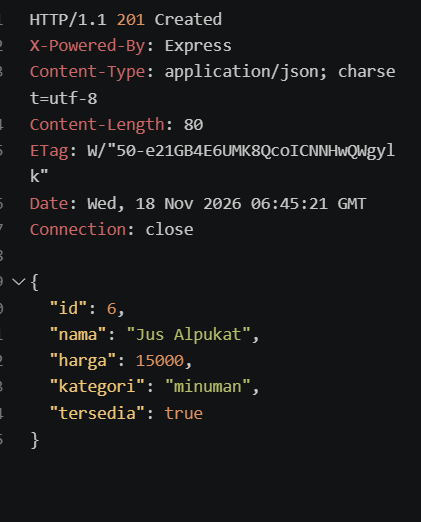 HTTP/1.1 201 Created
X-Powered-By: Express
Content-Type: application/json; charse
t=utf-8
Content-Length: 80
ETag: W/"50-e21GB4E6UMK8QcoICNNHwQWgyl
k"
Date: Wed, 18 Nov 2026 06:45:21 GMT
Connection: close
{
"id": 6,
"nama": "Jus Alpukat",
"harga": 15000,
"kategori": "minuman",
"tersedia": true
}